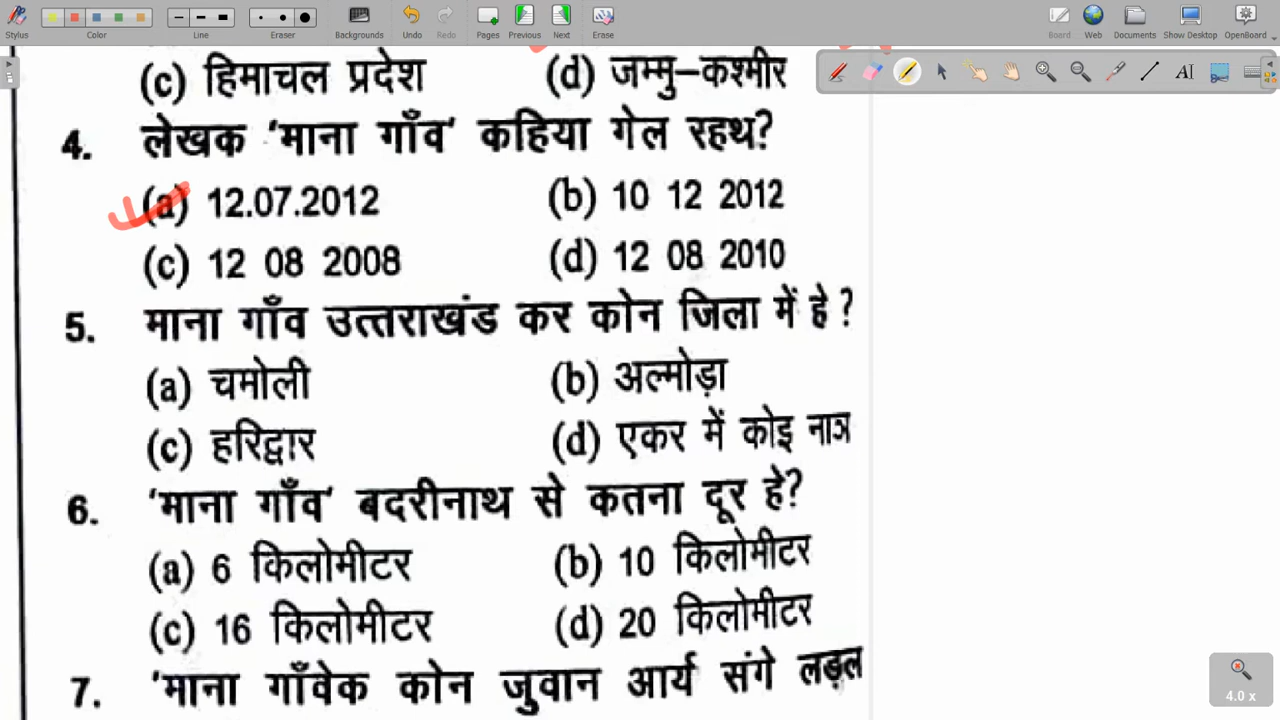 Stylus Color Line Eraser Backgrounds Undo Redo Pages Previous Next Erase Board Web Documents Show Desktop OpenBoard
(c) हिमाचल प्रदेश (d) जम्मु-कश्मीर
4. लेखक 'माना गाँव' कहिया गेल रहथ?
(a) 12.07.2012 (b) 10 12 2012
(c) 12 08 2008 (d) 12 08 2010
5. माना गाँव उत्तराखंड कर कोन जिला में हे ?
(a) चमोली (b) अल्मोड़ा
(c) हरिद्वार (d) एकर में कोइ नाञ
6. 'माना गाँव' बदरीनाथ से कतना दूर हे?
(a) 6 किलोमीटर (b) 10 किलोमीटर
(c) 16 किलोमीटर (d) 20 किलोमीटर
7. 'माना गाँवेक कोन जुवान आर्य संगे लड़ल
4.0 x